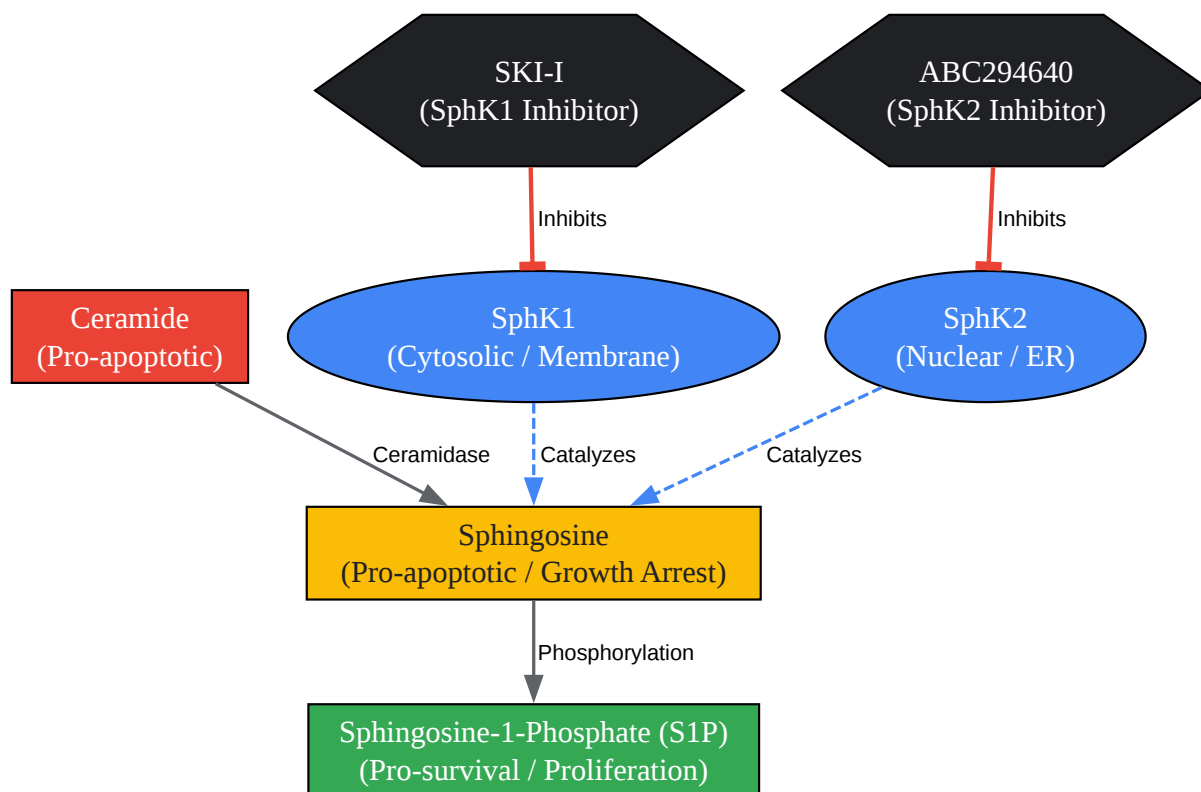 SKI-I
(SphK1 Inhibitor)
ABC294640
(SphK2 Inhibitor)
Inhibits
Inhibits
Ceramide
(Pro-apoptotic)
SphK1
(Cytosolic / Membrane)
SphK2
(Nuclear / ER)
Ceramidase
Catalyzes
Catalyzes
Sphingosine
(Pro-apoptotic / Growth Arrest)
Phosphorylation
Sphingosine-1-Phosphate (S1P)
(Pro-survival / Proliferation)